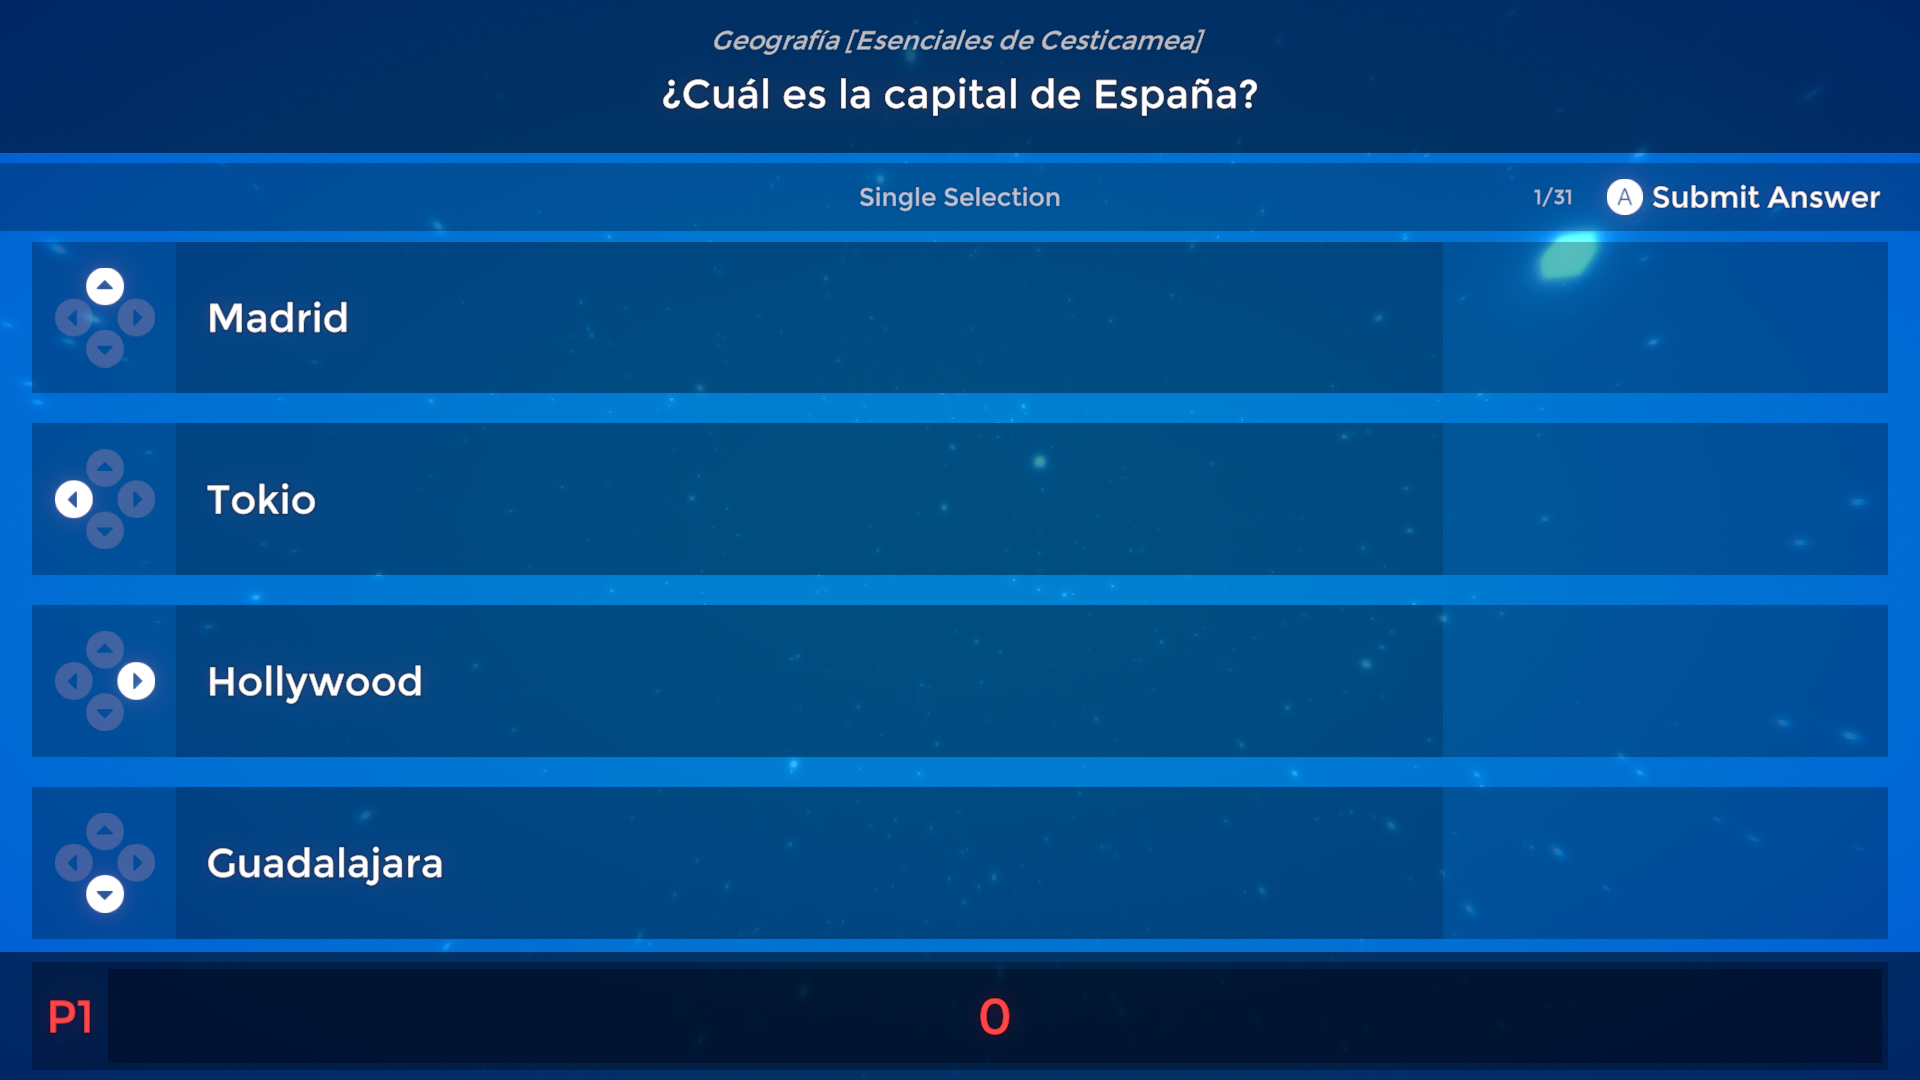 Geografía [Esenciales de Cesticamea]
¿Cuál es la capital de España?
Single Selection
1/31
A Submit Answer
Madrid
Tokio
Hollywood
Guadalajara
P1
0